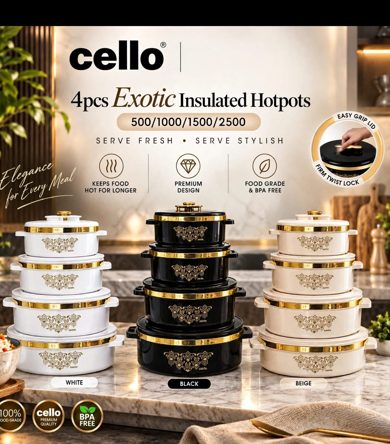 cello®
4pcs Exotic Insulated Hotpots
500/1000/1500/2500
SERVE FRESH • SERVE STYLISH
EASY GRIP LID
FIRM TWIST LOCK
Elegance
for Every Meal
KEEPS FOOD
HOT FOR LONGER
PREMIUM
DESIGN
FOOD GRADE
& BPA FREE
WHITE
BLACK
BEIGE
100%
FOOD-GRADE
cello
PREMIUM
QUALITY
BPA
FREE